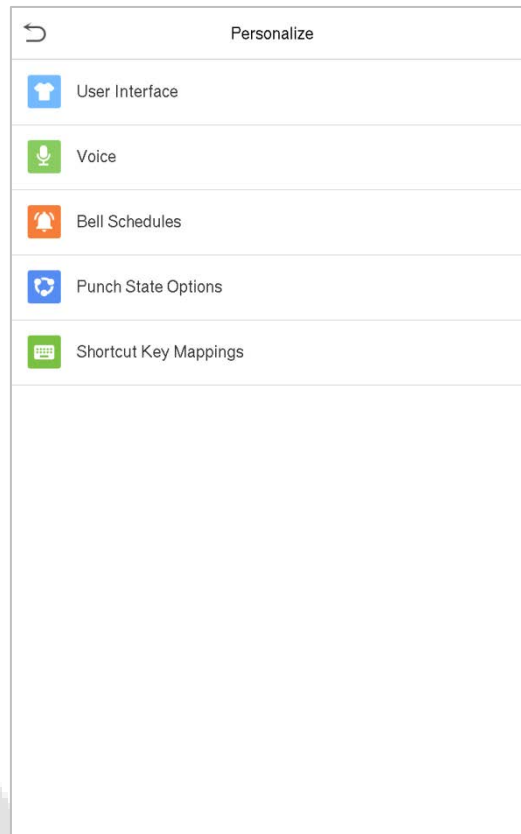 Personalize
User Interface
Voice
Bell Schedules
Punch State Options
Shortcut Key Mappings